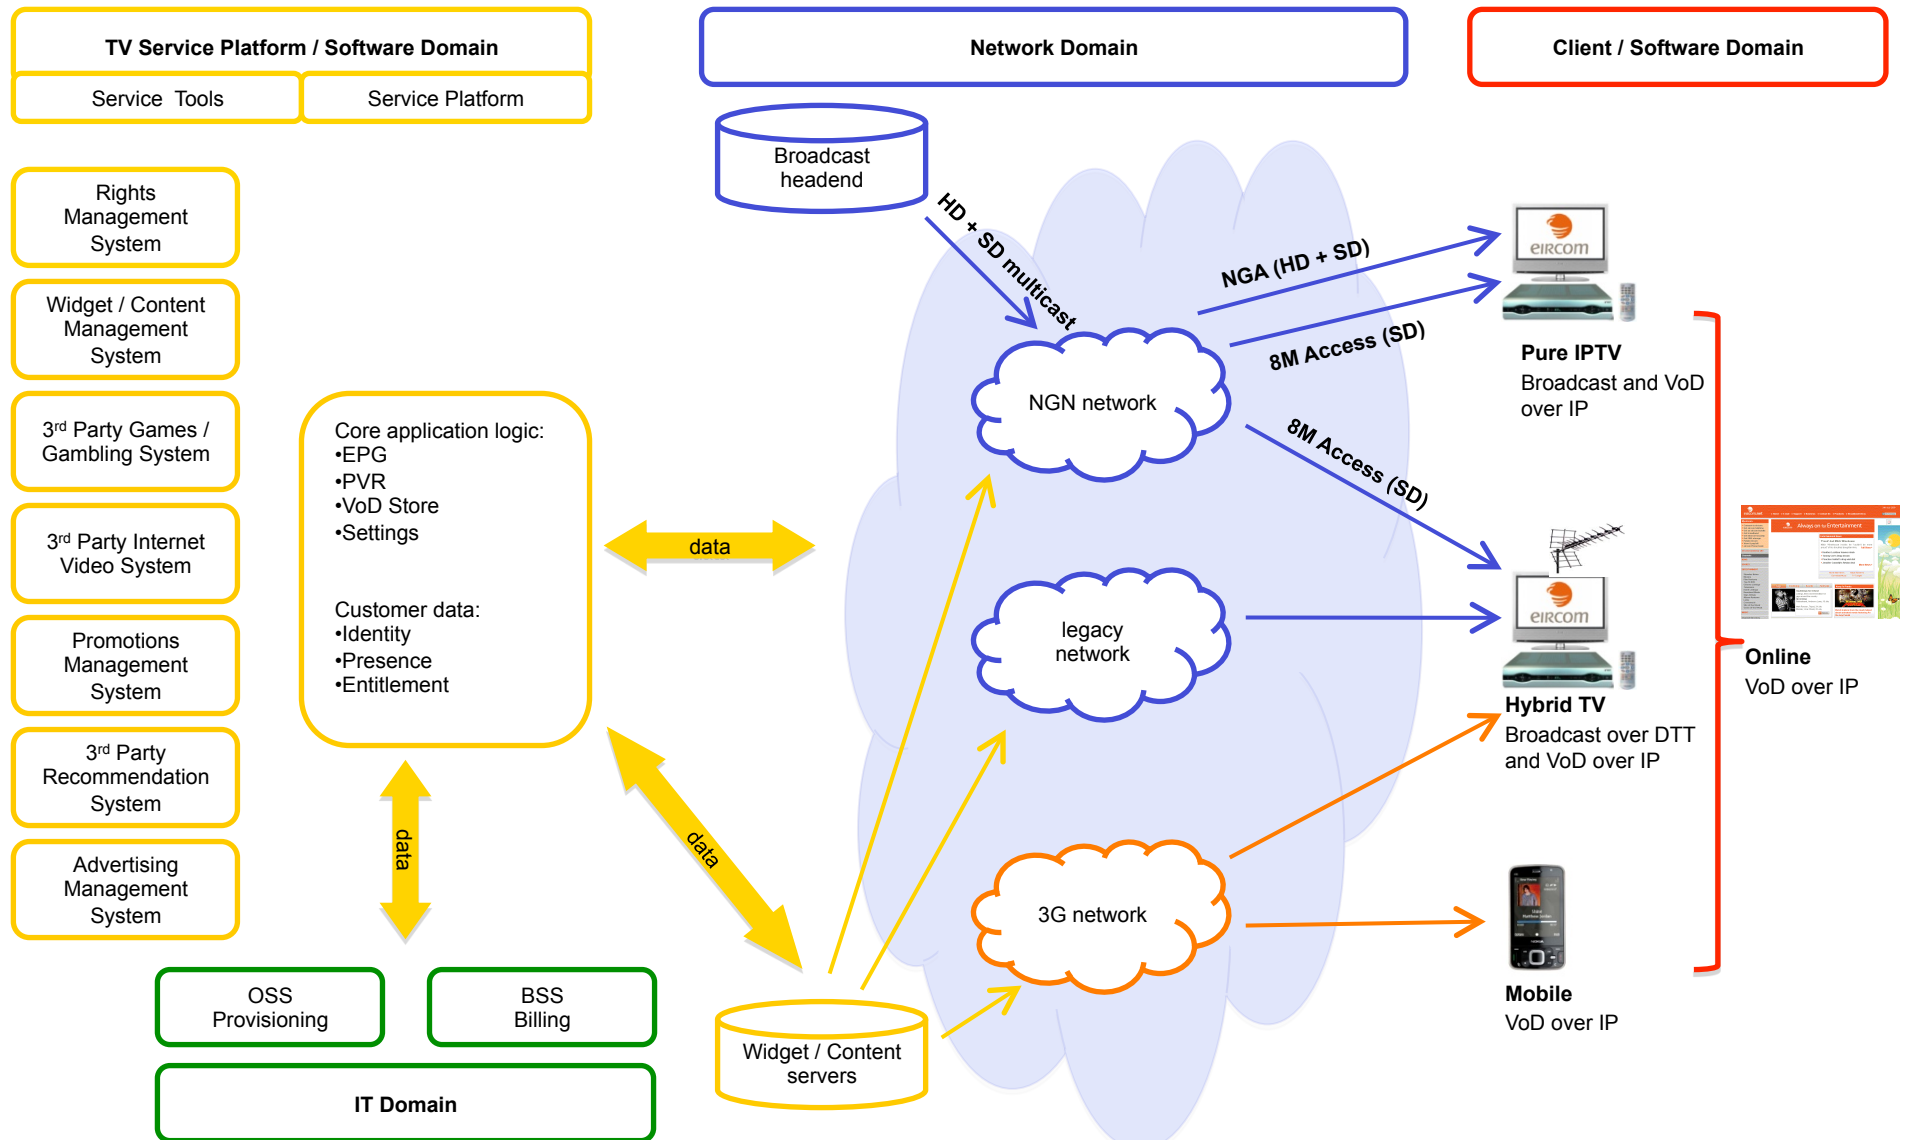 TV Service Platform / Software Domain
Service Tools
Service Platform
Network Domain
Client / Software Domain
Rights
Management
System
Widget / Content
Management
System
3rd Party Games /
Gambling System
3rd Party Internet
Video System
Promotions
Management
System
3rd Party
Recommendation
System
Advertising
Management
System
Core application logic:
•EPG
•PVR
•VoD Store
•Settings
Customer data:
•Identity
•Presence
•Entitlement
data
data
data
OSS
Provisioning
BSS
Billing
IT Domain
Broadcast
headend
HD + SD multicast
NGN network
legacy
network
3G network
Widget / Content
servers
NGA (HD + SD)
8M Access (SD)
8M Access (SD)
eircom
Pure IPTV
Broadcast and VoD
over IP
eircom
Hybrid TV
Broadcast over DTT
and VoD over IP
Mobile
VoD over IP
Always on to Entertainment
Online
VoD over IP